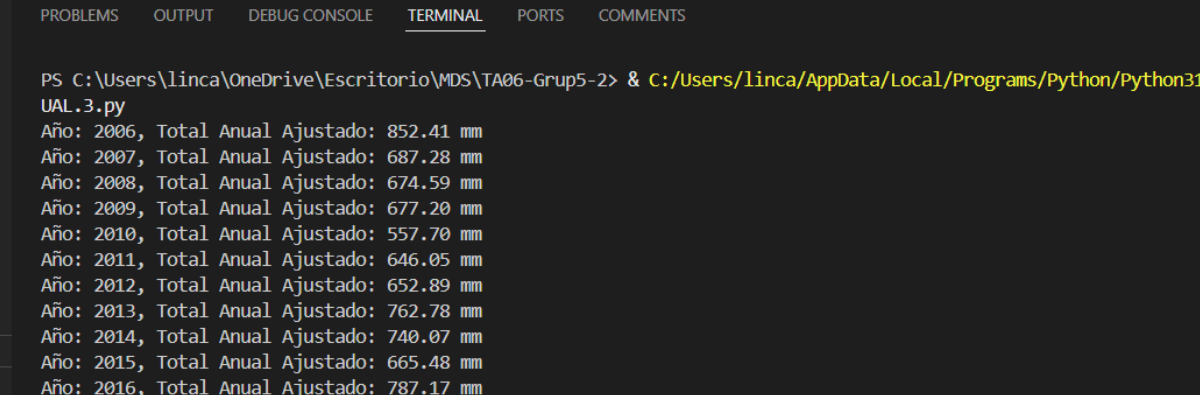 PROBLEMS OUTPUT DEBUG CONSOLE TERMINAL PORTS COMMENTS
PS C:\Users\linca\OneDrive\Escritorio\MDS\TA06-Grup5-2> & C:/Users/linca/AppData/Local/Programs/Python/Python31
UAL.3.py
Año: 2006, Total Anual Ajustado: 852.41 mm
Año: 2007, Total Anual Ajustado: 687.28 mm
Año: 2008, Total Anual Ajustado: 674.59 mm
Año: 2009, Total Anual Ajustado: 677.20 mm
Año: 2010, Total Anual Ajustado: 557.70 mm
Año: 2011, Total Anual Ajustado: 646.05 mm
Año: 2012, Total Anual Ajustado: 652.89 mm
Año: 2013, Total Anual Ajustado: 762.78 mm
Año: 2014, Total Anual Ajustado: 740.07 mm
Año: 2015, Total Anual Ajustado: 665.48 mm
Año: 2016, Total Anual Ajustado: 787.17 mm